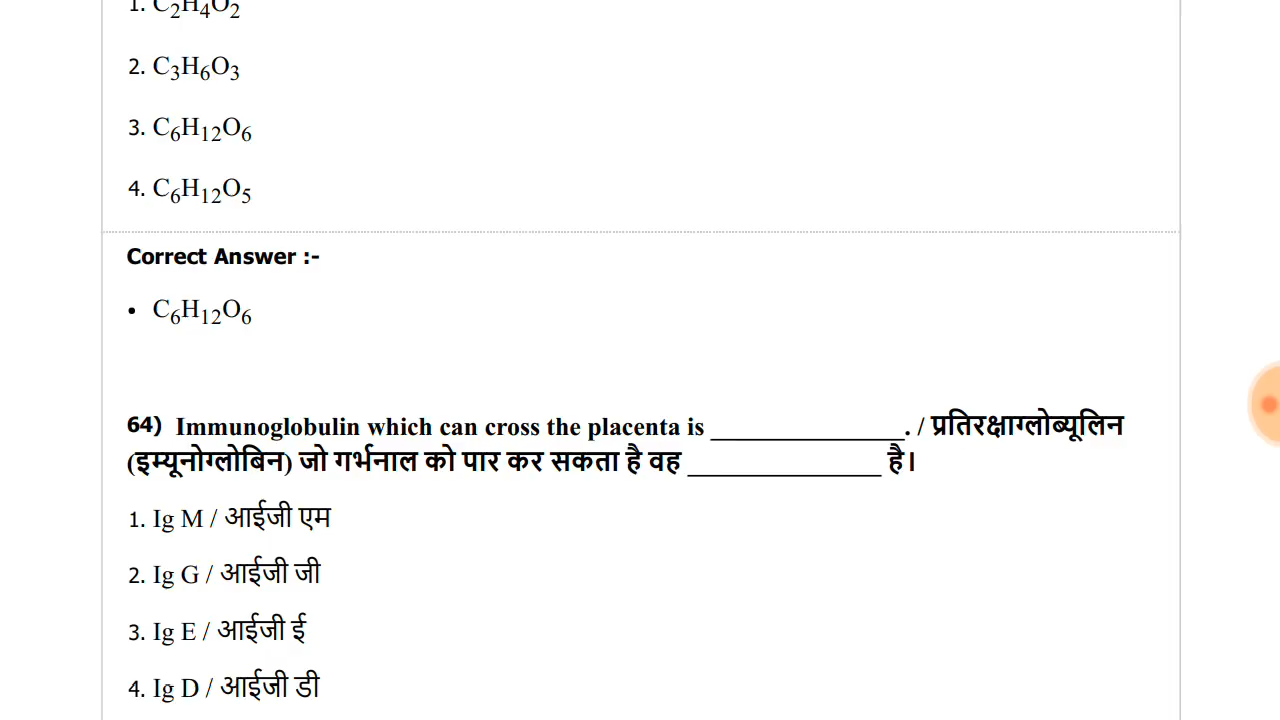 1. C₂H₄O₂
2. C₃H₆O₃
3. C₆H₁₂O₆
4. C₆H₁₂O₅
Correct Answer :-
• C₆H₁₂O₆
64) Immunoglobulin which can cross the placenta is ________________. / प्रतिरक्षाग्लोब्यूलिन
(इम्यूनोग्लोबिन) जो गर्भनाल को पार कर सकता है वह ________________ है।
1. Ig M / आईजी एम
2. Ig G / आईजी जी
3. Ig E / आईजी ई
4. Ig D / आईजी डी